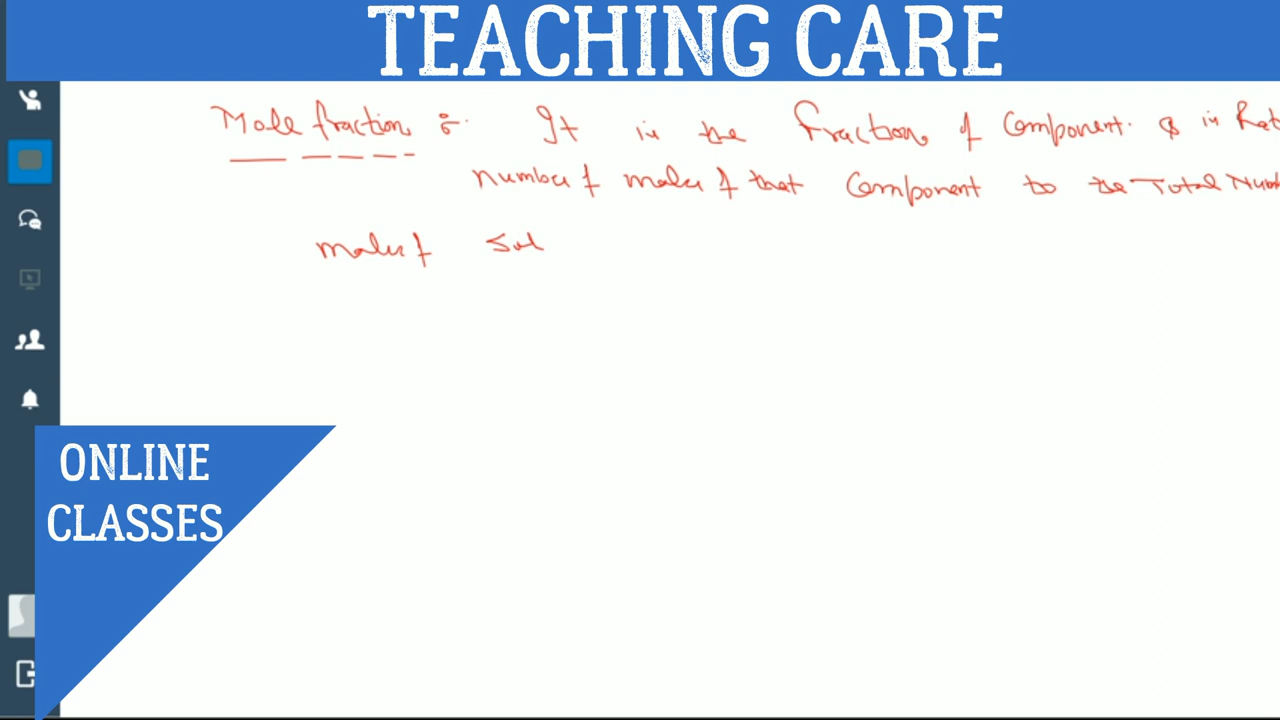 TEACHING CARE
Mole fraction :- It is the fraction of Component & is Rat
number of moles of that Component to the Total Numb
moles of Sol
ONLINE
CLASSES